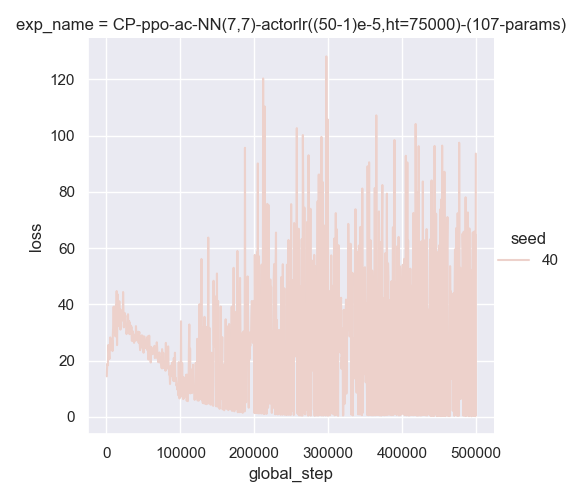 exp_name = CP-ppo-ac-NN(7,7)-actorlr((50-1)e-5,ht=75000)-(107-params)
120
100
80
60
40
20
0
loss
0 100000 200000 300000 400000 500000
global_step
seed
40